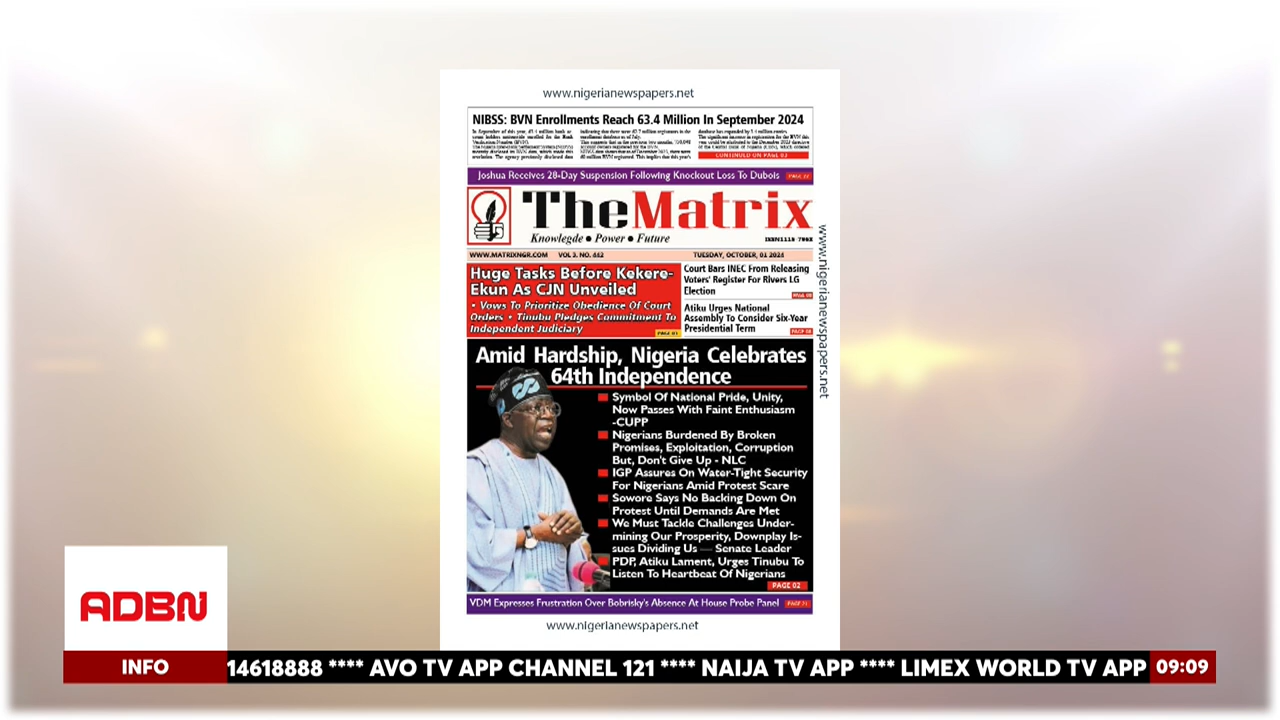 www.nigerianewspapers.net
NIBSS: BVN Enrollments Reach 63.4 Million In September 2024
CONTINUED ON PAGE 03
Joshua Receives 28-Day Suspension Following Knockout Loss To Dubois PAGE 22
TheMatrix
Knowlegde ● Power ● Future
WWW.MATRIXNGR.COM VOL 3. NO. 442 TUESDAY, OCTOBER, 01 2024
Huge Tasks Before Kekere-
Ekun As CJN Unveiled
• Vows To Prioritize Obedience Of Court
Orders • Tinubu Pledges Commitment To
Independent Judiciary
Court Bars INEC From Releasing
Voters' Register For Rivers LG
Election
Atiku Urges National
Assembly To Consider Six-Year
Presidential Term
www.nigerianewspapers.net
Amid Hardship, Nigeria Celebrates
64th Independence
Symbol Of National Pride, Unity,
Now Passes With Faint Enthusiasm
-CUPP
Nigerians Burdened By Broken
Promises, Exploitation, Corruption
But, Don't Give Up - NLC
IGP Assures On Water-Tight Security
For Nigerians Amid Protest Scare
Sowore Says No Backing Down On
Protest Until Demands Are Met
We Must Tackle Challenges Under-
mining Our Prosperity, Downplay Is-
sues Dividing Us — Senate Leader
PDP, Atiku Lament, Urges Tinubu To
Listen To Heartbeat Of Nigerians
PAGE 02
VDM Expresses Frustration Over Bobrisky's Absence At House Probe Panel
www.nigerianewspapers.net
ADBN
INFO
14618888 **** AVO TV APP CHANNEL 121 **** NAIJA TV APP **** LIMEX WORLD TV APP
09:09